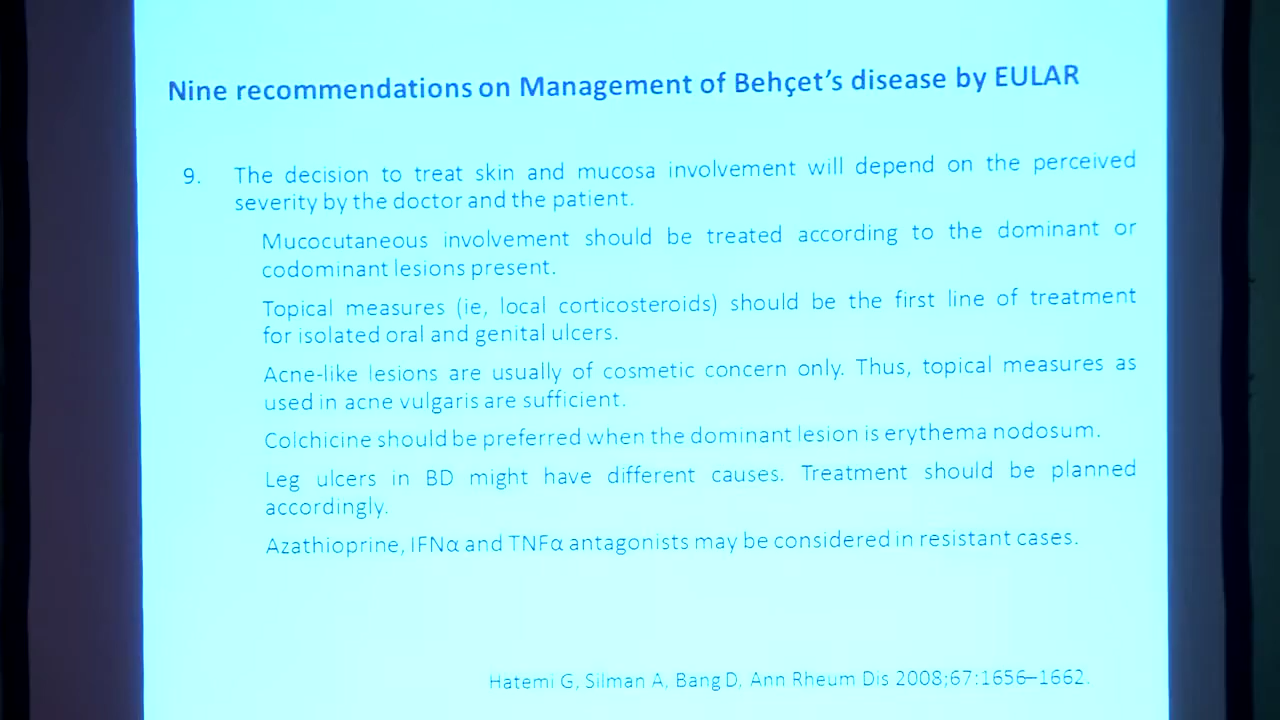 Nine recommendations on Management of Behçet's disease by EULAR
9. The decision to treat skin and mucosa involvement will depend on the perceived
severity by the doctor and the patient.
Mucocutaneous involvement should be treated according to the dominant or
codominant lesions present.
Topical measures (ie, local corticosteroids) should be the first line of treatment
for isolated oral and genital ulcers.
Acne-like lesions are usually of cosmetic concern only. Thus, topical measures as
used in acne vulgaris are sufficient.
Colchicine should be preferred when the dominant lesion is erythema nodosum.
Leg ulcers in BD might have different causes. Treatment should be planned
accordingly.
Azathioprine, IFNα and TNFα antagonists may be considered in resistant cases.
Hatemi G, Silman A, Bang D, Ann Rheum Dis 2008;67:1656–1662.